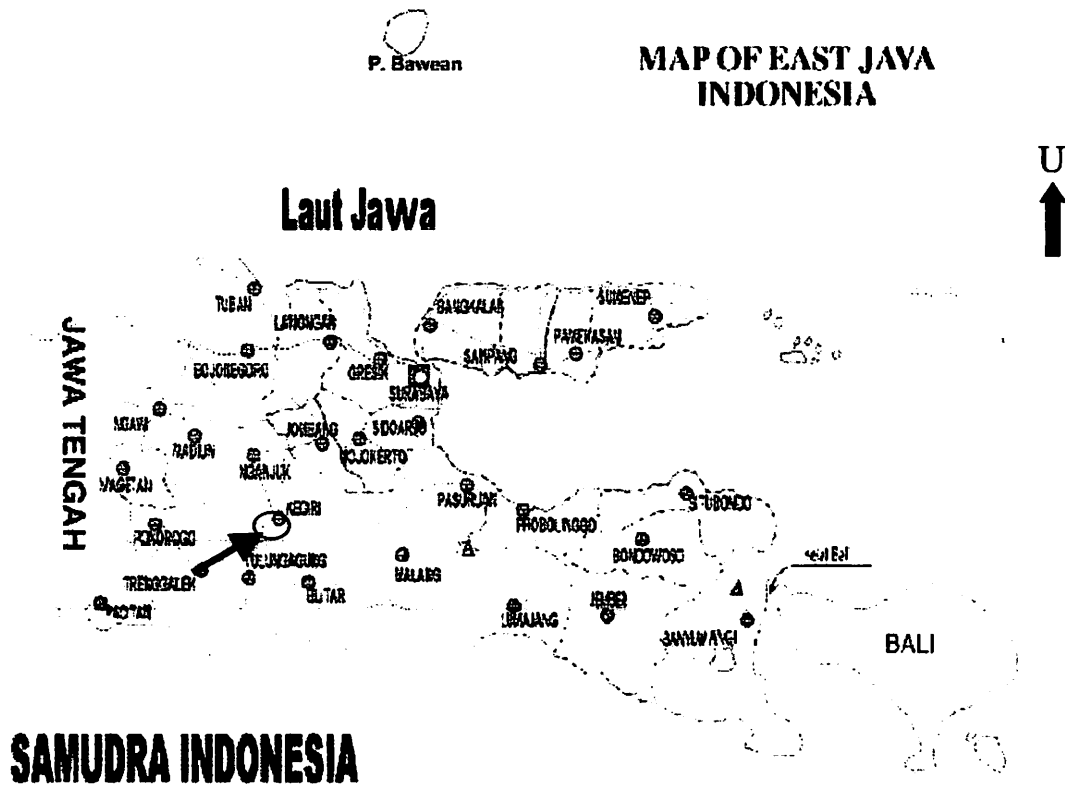 P. Bawean
MAP OF EAST JAVA
INDONESIA
U
Laut Jawa
TUBAN
LAMONGAN
BANGKALAN
SUMENEP
PAMEKASAN
SAMPANG
BOJONEGORO
GRESIK
SURABAYA
JAWA TENGAH
NGAWI
MADIUN
JOMBANG
SIDOARJO
MOJOKERTO
NGANJUK
MAGETAN
PASURUAN
SITUBONDO
KEDIRI
PROBOLINGGO
PONOROGO
BONDOWOSO
TULUNGAGUNG
MALANG
TRENGGALEK
BLITAR
PACITAN
LUMAJANG
JEMBER
BANYUWANGI
BALI
SAMUDRA INDONESIA